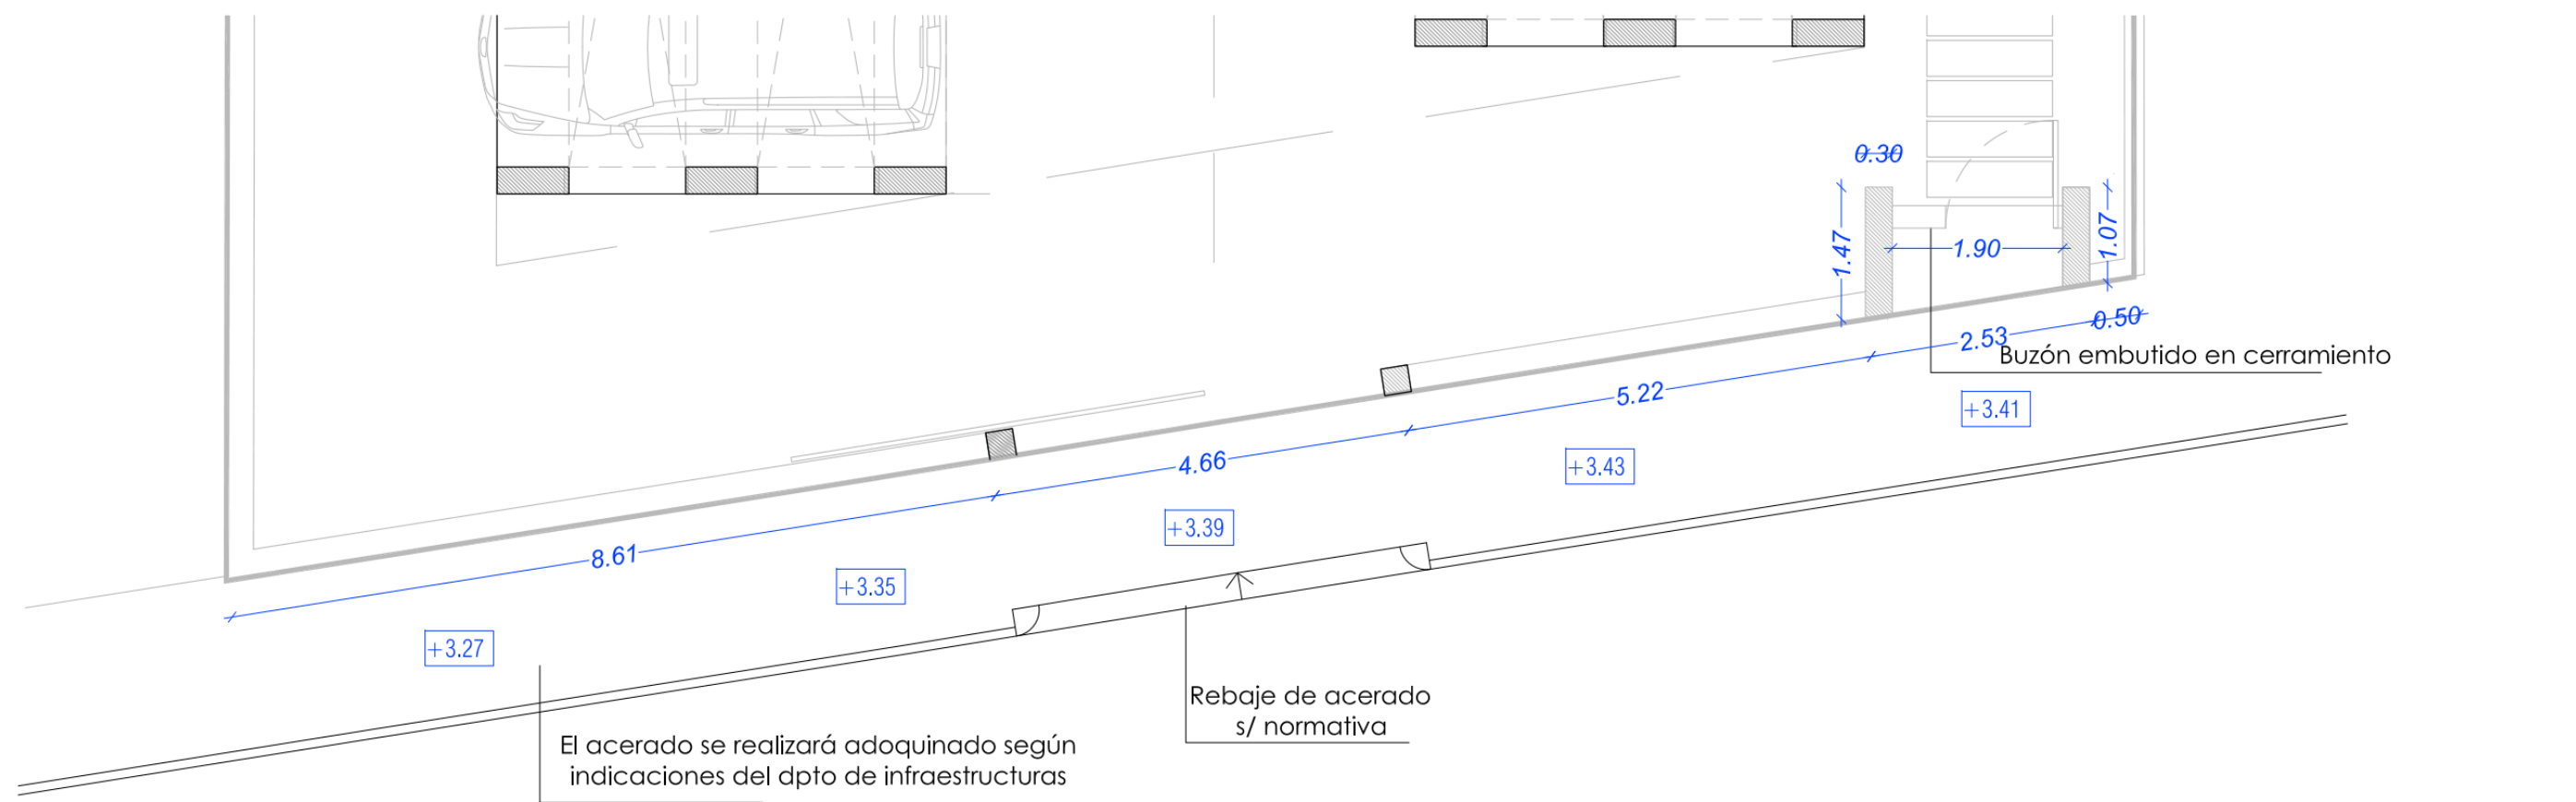 0.30
1.47
1.90
1.07
0.50
2.53
Buzón embutido en cerramiento
5.22
+3.41
4.66
+3.43
+3.39
8.61
+3.35
+3.27
Rebaje de acerado
s/ normativa
El acerado se realizará adoquinado según
indicaciones del dpto de infraestructuras